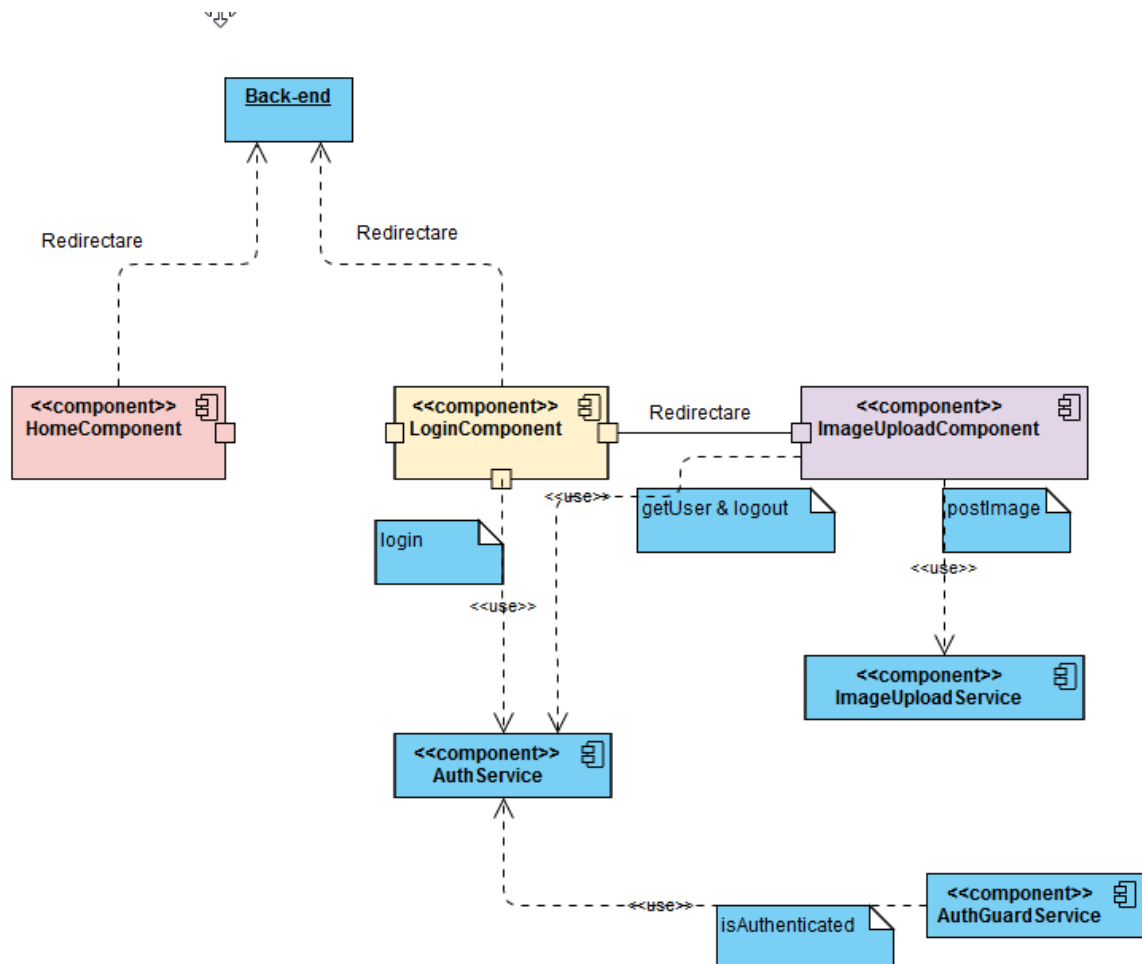 Back-end
Redirectare
Redirectare
<<component>>
HomeComponent
<<component>>
LoginComponent
Redirectare
<<component>>
ImageUploadComponent
<<use>>
getUser & logout
postImage
login
<<use>>
<<use>>
<<component>>
ImageUploadService
<<component>>
AuthService
<<component>>
AuthGuardService
<<use>>
isAuthenticated